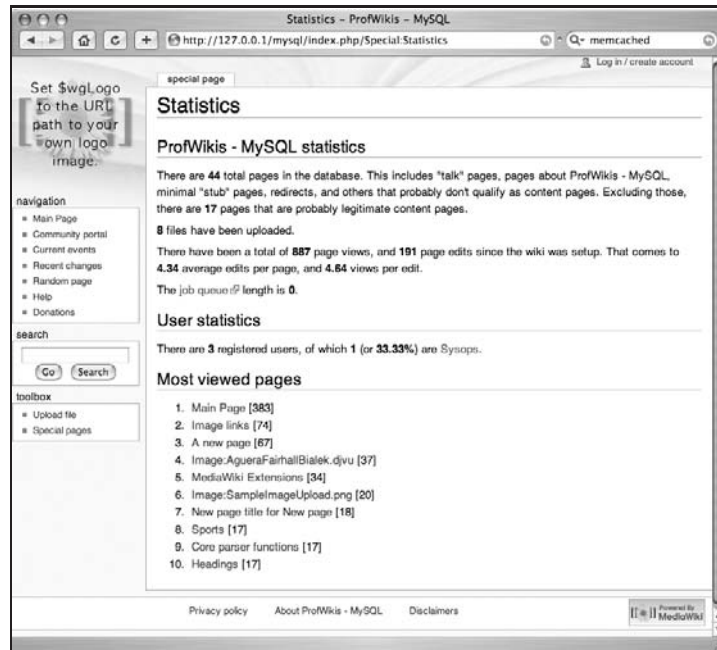 Statistics – ProfWikis – MySQL
http://127.0.0.1/mysql/index.php/Special:Statistics
memcached
Log in / create account
Set $wgLogo
to the URL
path to your
own logo
image.
special page
Statistics
ProfWikis - MySQL statistics
There are 44 total pages in the database. This includes "talk" pages, pages about ProfWikis - MySQL,
minimal "stub" pages, redirects, and others that probably don't qualify as content pages. Excluding those,
there are 17 pages that are probably legitimate content pages.
8 files have been uploaded.
There have been a total of 887 page views, and 191 page edits since the wiki was setup. That comes to
4.34 average edits per page, and 4.64 views per edit.
The job queue length is 0.
User statistics
There are 3 registered users, of which 1 (or 33.33%) are Sysops.
Most viewed pages
1. Main Page [383]
2. Image links [74]
3. A new page [67]
4. Image:AgueraFairhallBialek.djvu [37]
5. MediaWiki Extensions [34]
6. Image:SampleImageUpload.png [20]
7. New page title for New page [18]
8. Sports [17]
9. Core parser functions [17]
10. Headings [17]
navigation
Main Page
Community portal
Current events
Recent changes
Random page
Help
Donations
search
Go Search
toolbox
Upload file
Special pages
Privacy policy About ProfWikis - MySQL Disclaimers
Powered By
MediaWiki